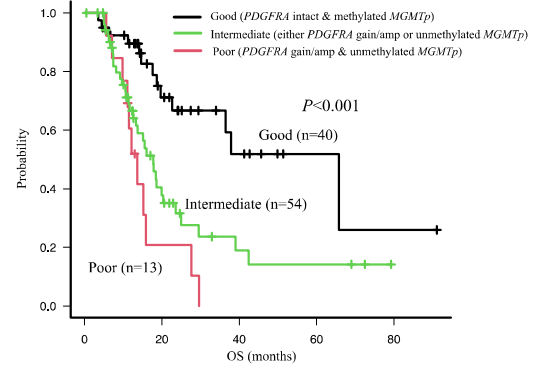 Good (PDGFRA intact & methylated MGMTp)
Intermediate (either PDGFRA gain/amp or unmethylated MGMTp)
Poor (PDGFRA gain/amp & unmethylated MGMTp)
P<0.001
Good (n=40)
Intermediate (n=54)
Poor (n=13)
Probability
1.0
0.8
0.6
0.4
0.2
0.0
0 20 40 60 80
OS (months)